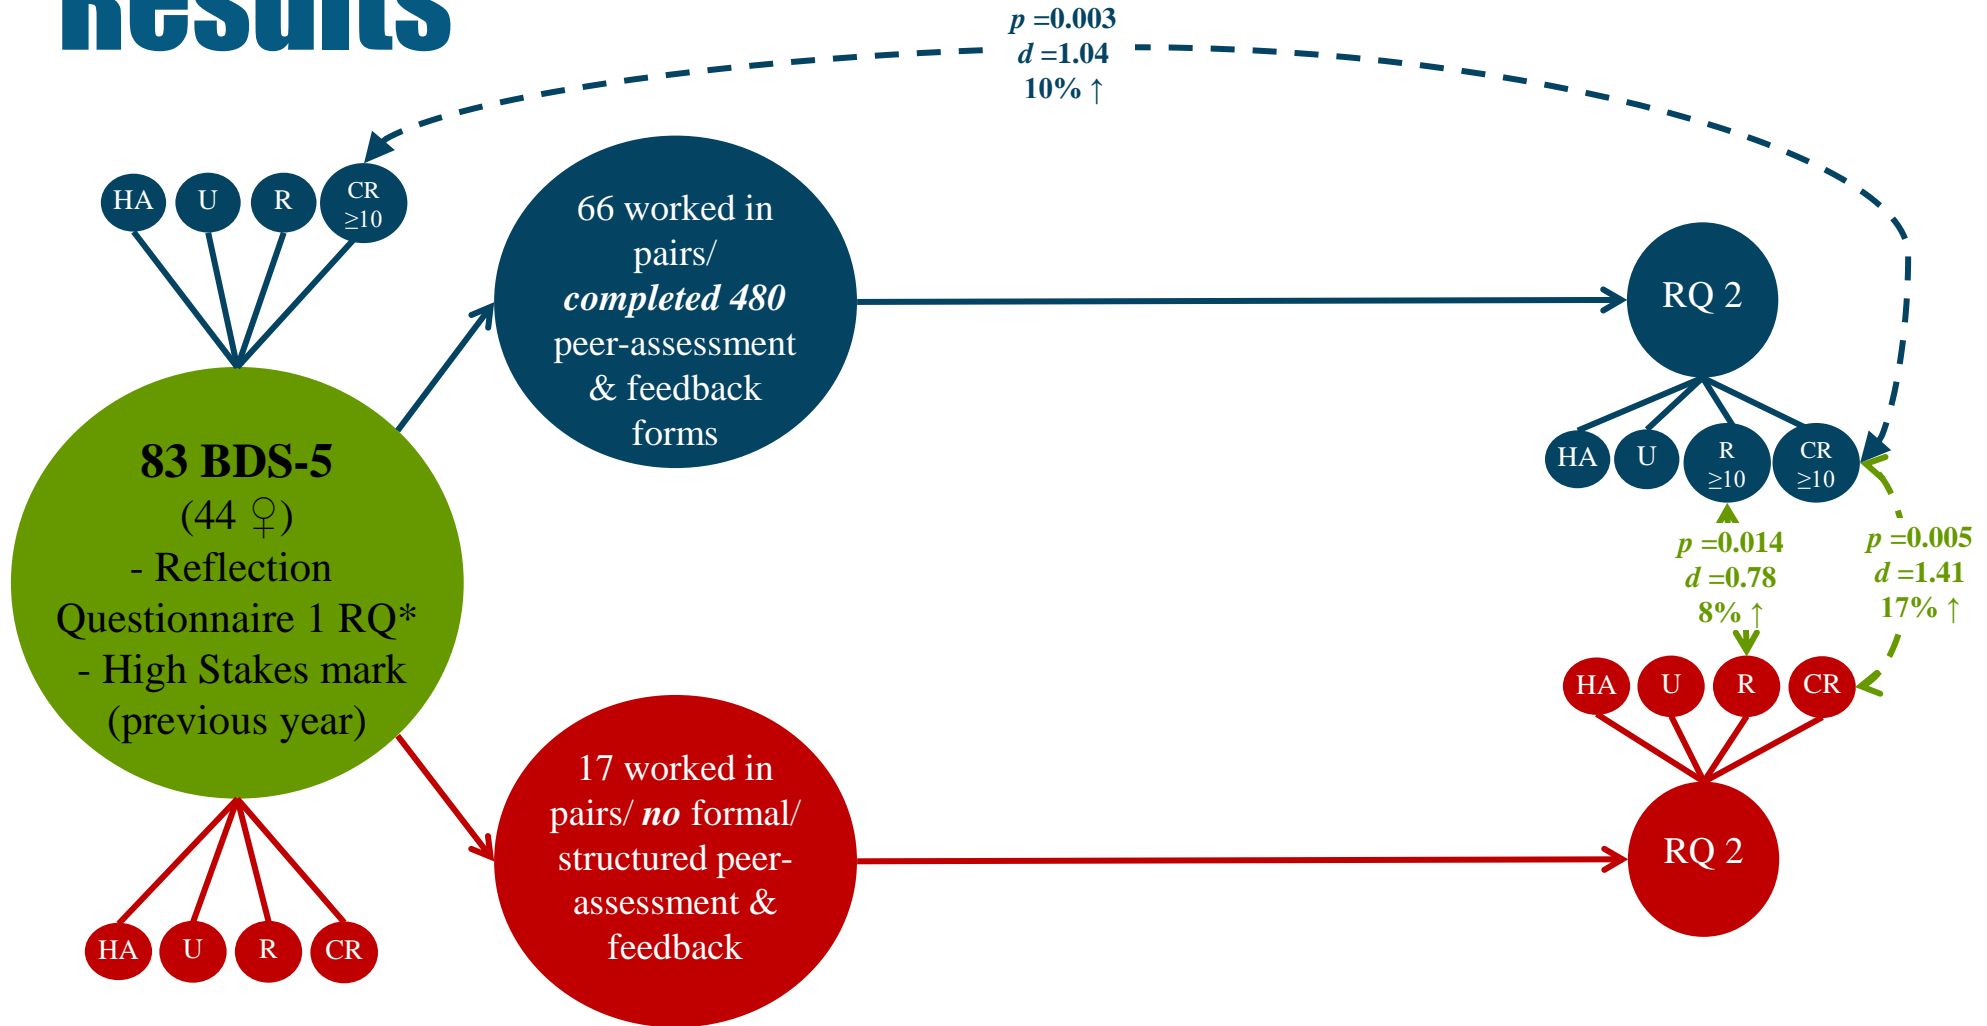 Results
p =0.003
d =1.04
10% ↑
HA
U
R
CR
≥10
66 worked in
pairs/
completed 480
peer-assessment
& feedback
forms
RQ 2
HA
U
R
≥10
CR
≥10
83 BDS-5
(44 ♀)
- Reflection
Questionnaire 1 RQ*
- High Stakes mark
(previous year)
p =0.014
d =0.78
8% ↑
p =0.005
d =1.41
17% ↑
HA
U
R
CR
17 worked in
pairs/ no formal/
structured peer-
assessment &
feedback
RQ 2
HA
U
R
CR